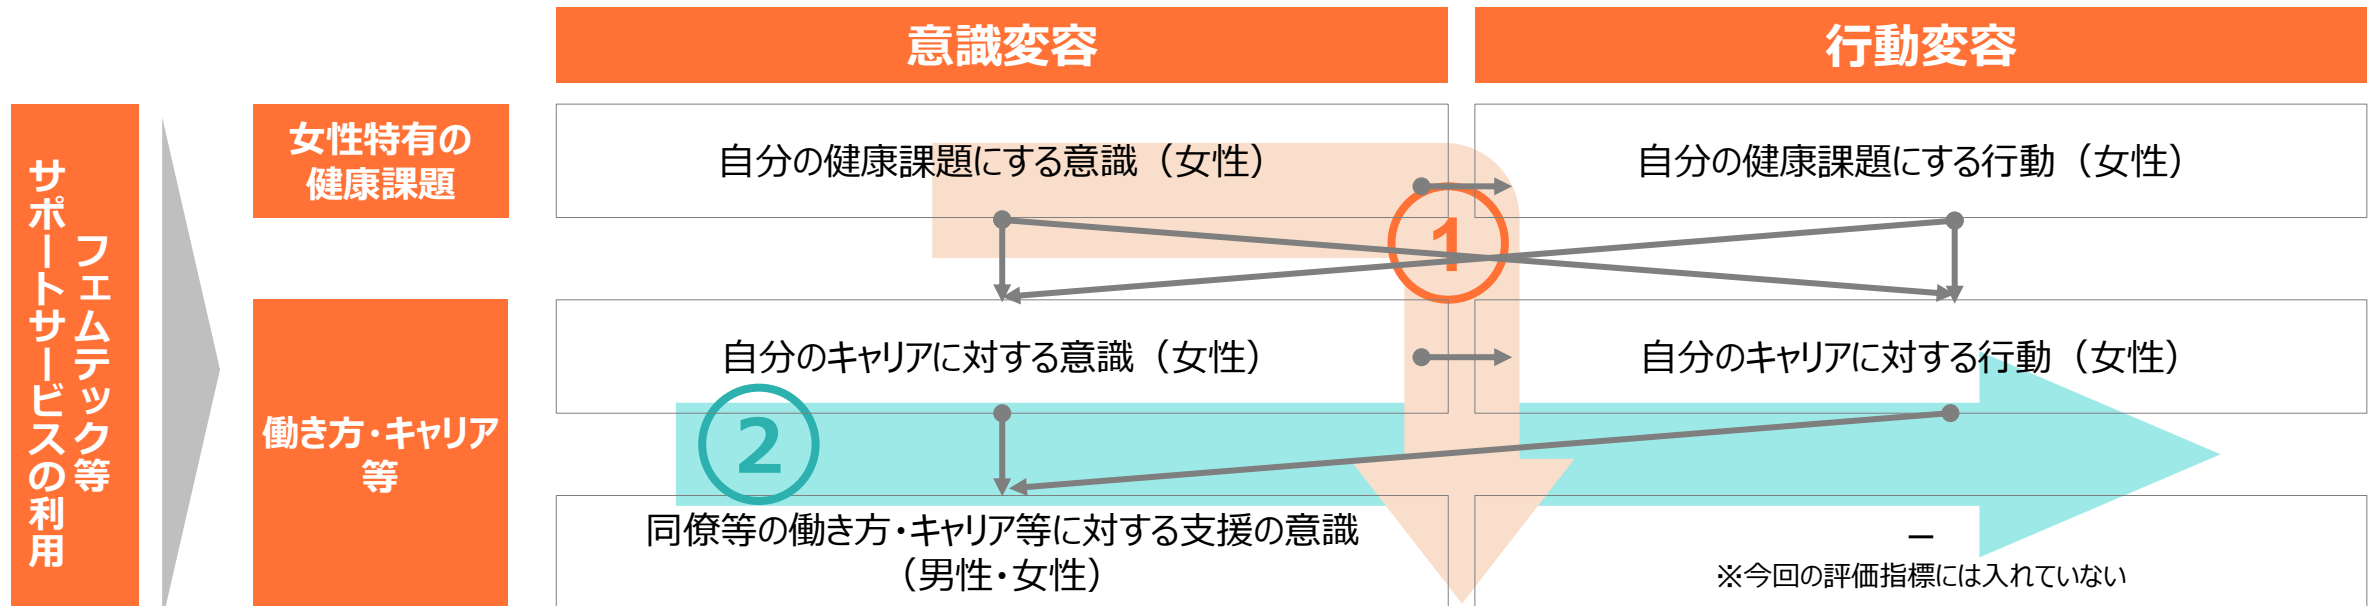 意識変容
行動変容
フェムテック等
サポートサービスの利用
女性特有の
健康課題
自分の健康課題にする意識（女性）
自分の健康課題にする行動（女性）
1
働き方・キャリア
等
自分のキャリアに対する意識（女性）
自分のキャリアに対する行動（女性）
2
同僚等の働き方・キャリア等に対する支援の意識
（男性・女性）
－
※今回の評価指標には入れていない